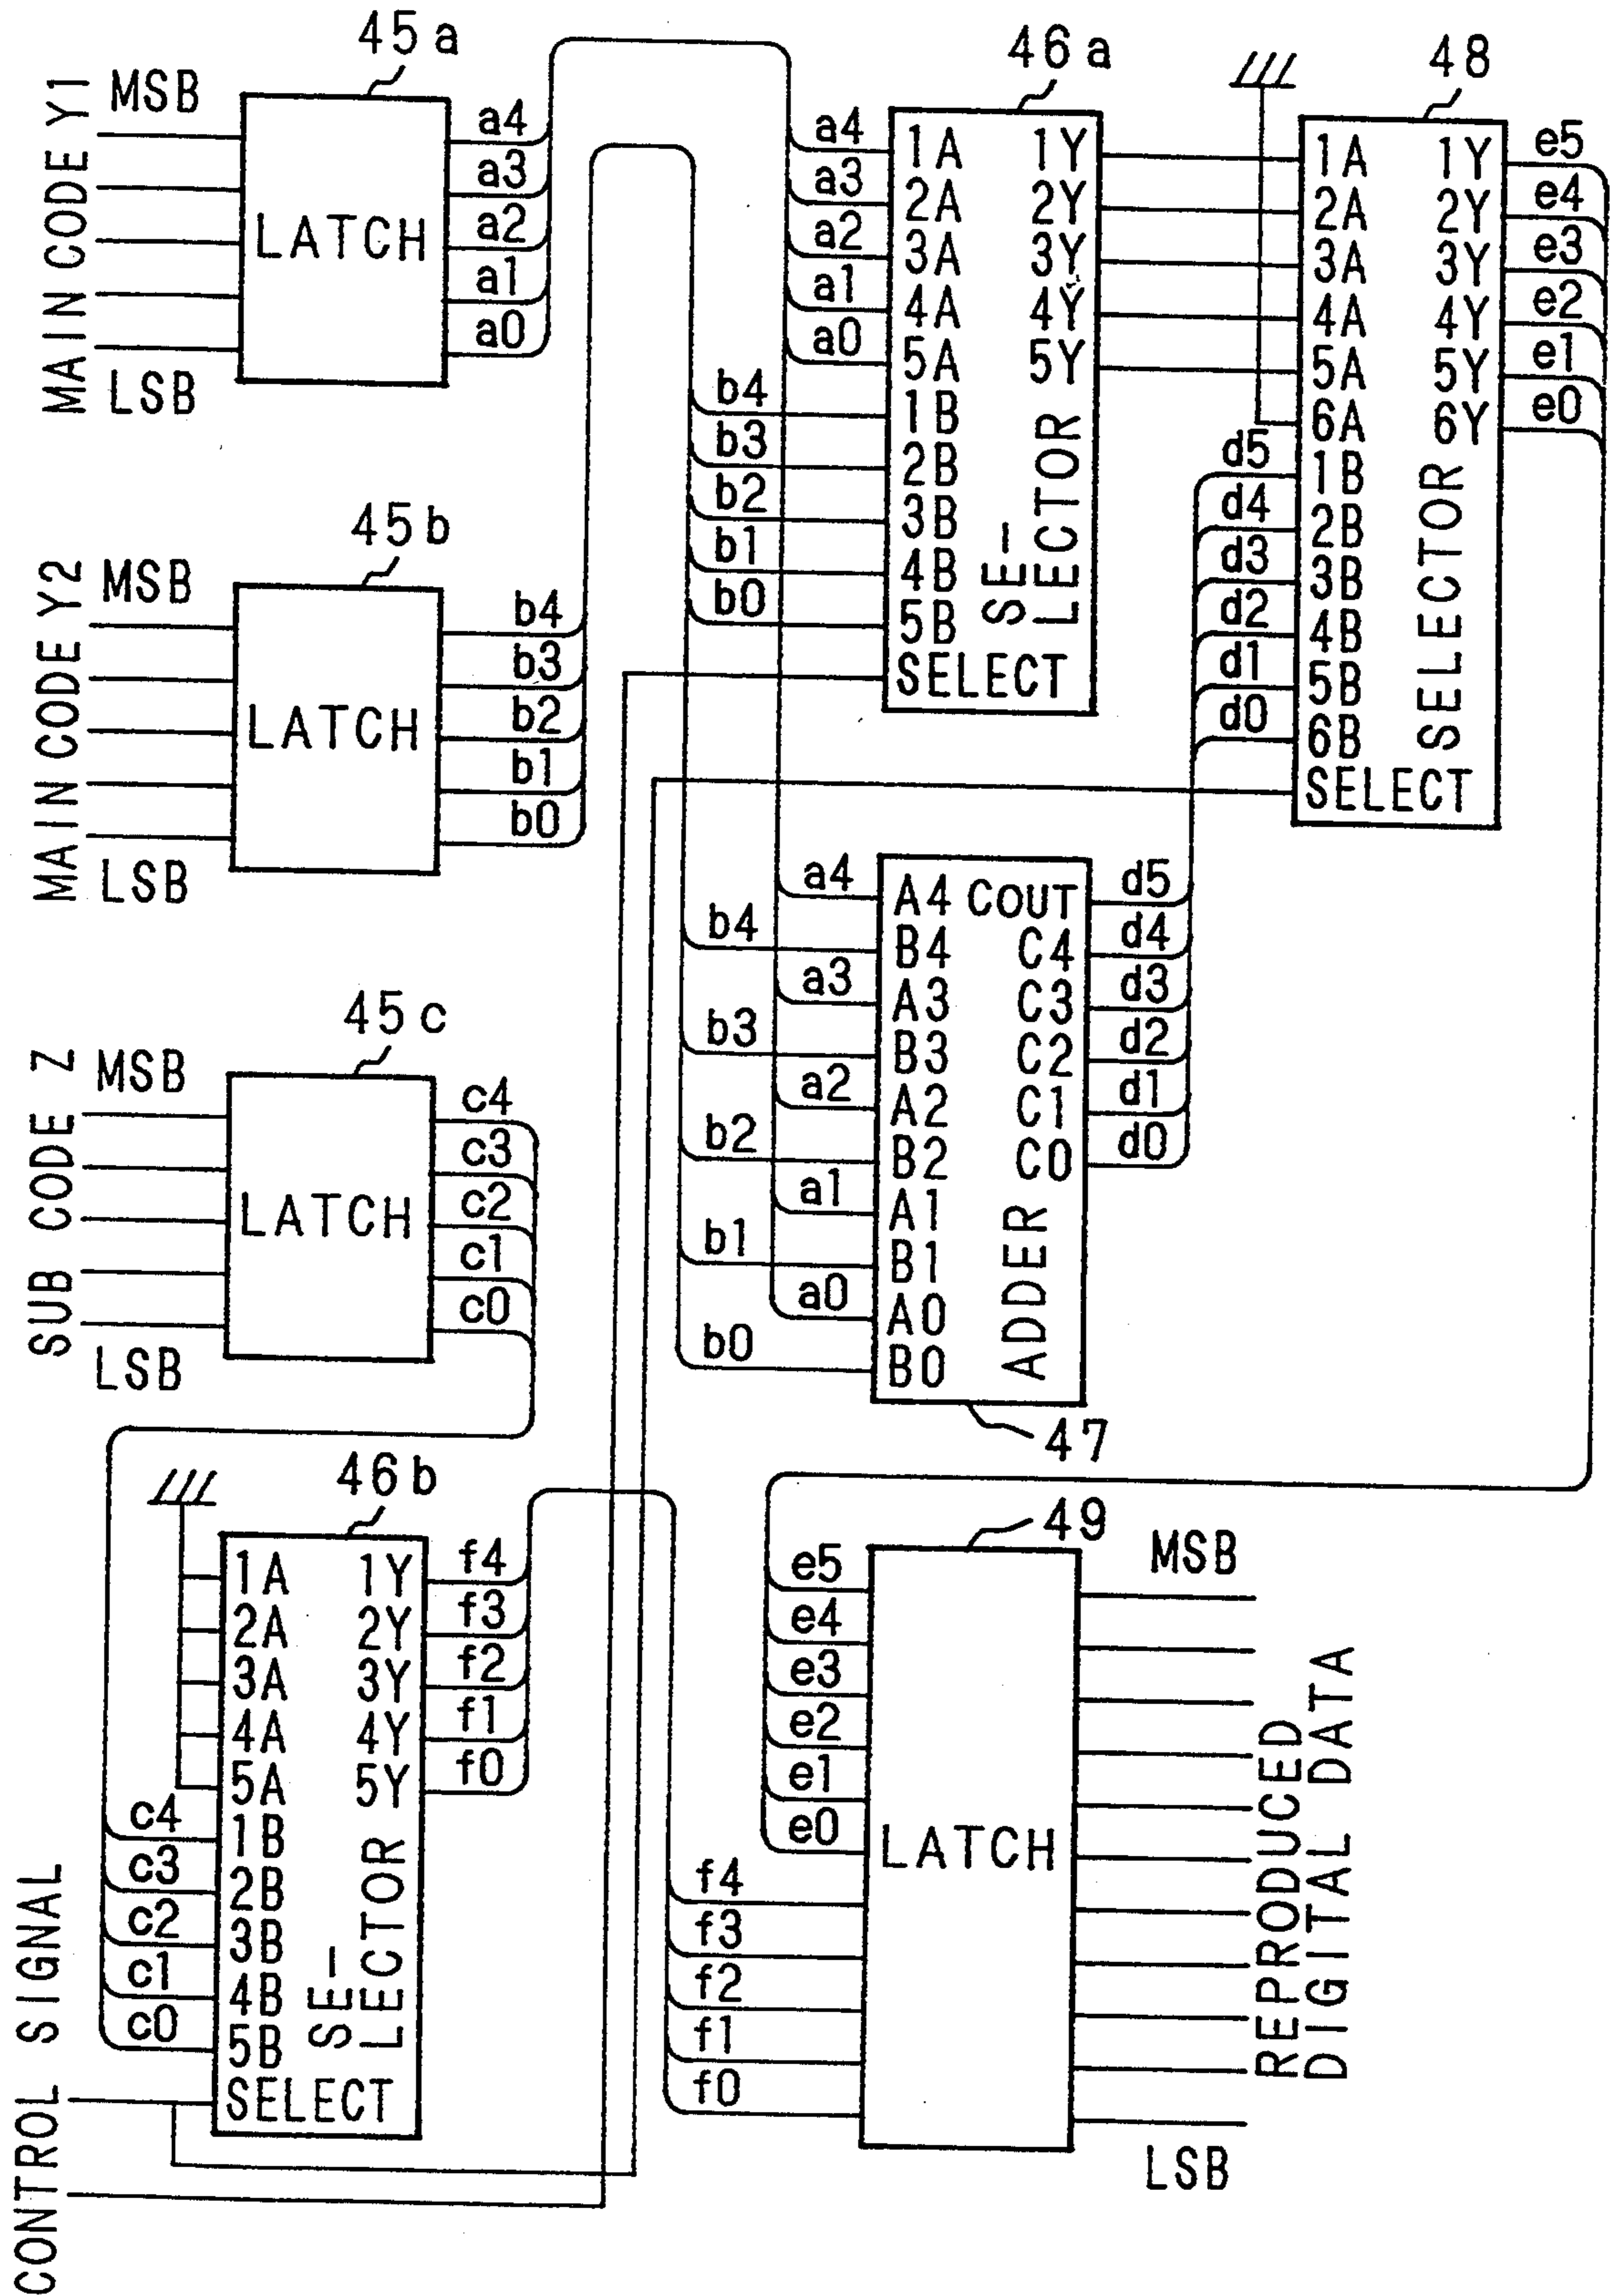 45a
MAIN CODE Y1
MSB
LSB
LATCH
a4
a3
a2
a1
a0
45b
MAIN CODE Y2
MSB
LSB
LATCH
b4
b3
b2
b1
b0
45c
SUB CODE Z
MSB
LSB
LATCH
c4
c3
c2
c1
c0
46a
a4
a3
a2
a1
a0
b4
b3
b2
b1
b0
1A 1Y
2A 2Y
3A 3Y
4A 4Y
5A 5Y
1B
2B
3B
4B
5B
SELECT
SE-
LECTOR
48
1A 1Y
2A 2Y
3A 3Y
4A 4Y
5A 5Y
6A 6Y
1B
2B
3B
4B
5B
6B
SELECT
SELECTOR
d5
d4
d3
d2
d1
d0
e5
e4
e3
e2
e1
e0
a4
b4
a3
b3
a2
b2
a1
b1
a0
b0
A4 COUT
B4 C4
A3 C3
B3 C2
A2 C1
B2 C0
A1
B1
A0
B0
ADDER
d5
d4
d3
d2
d1
d0
47
46b
1A 1Y
2A 2Y
3A 3Y
4A 4Y
5A 5Y
1B
2B
3B
4B
5B
SELECT
SE-
LECTOR
c4
c3
c2
c1
c0
f4
f3
f2
f1
f0
CONTROL SIGNAL
49
e5
e4
e3
e2
e1
e0
f4
f3
f2
f1
f0
LATCH
MSB
LSB
REPRODUCED
DIGITAL DATA